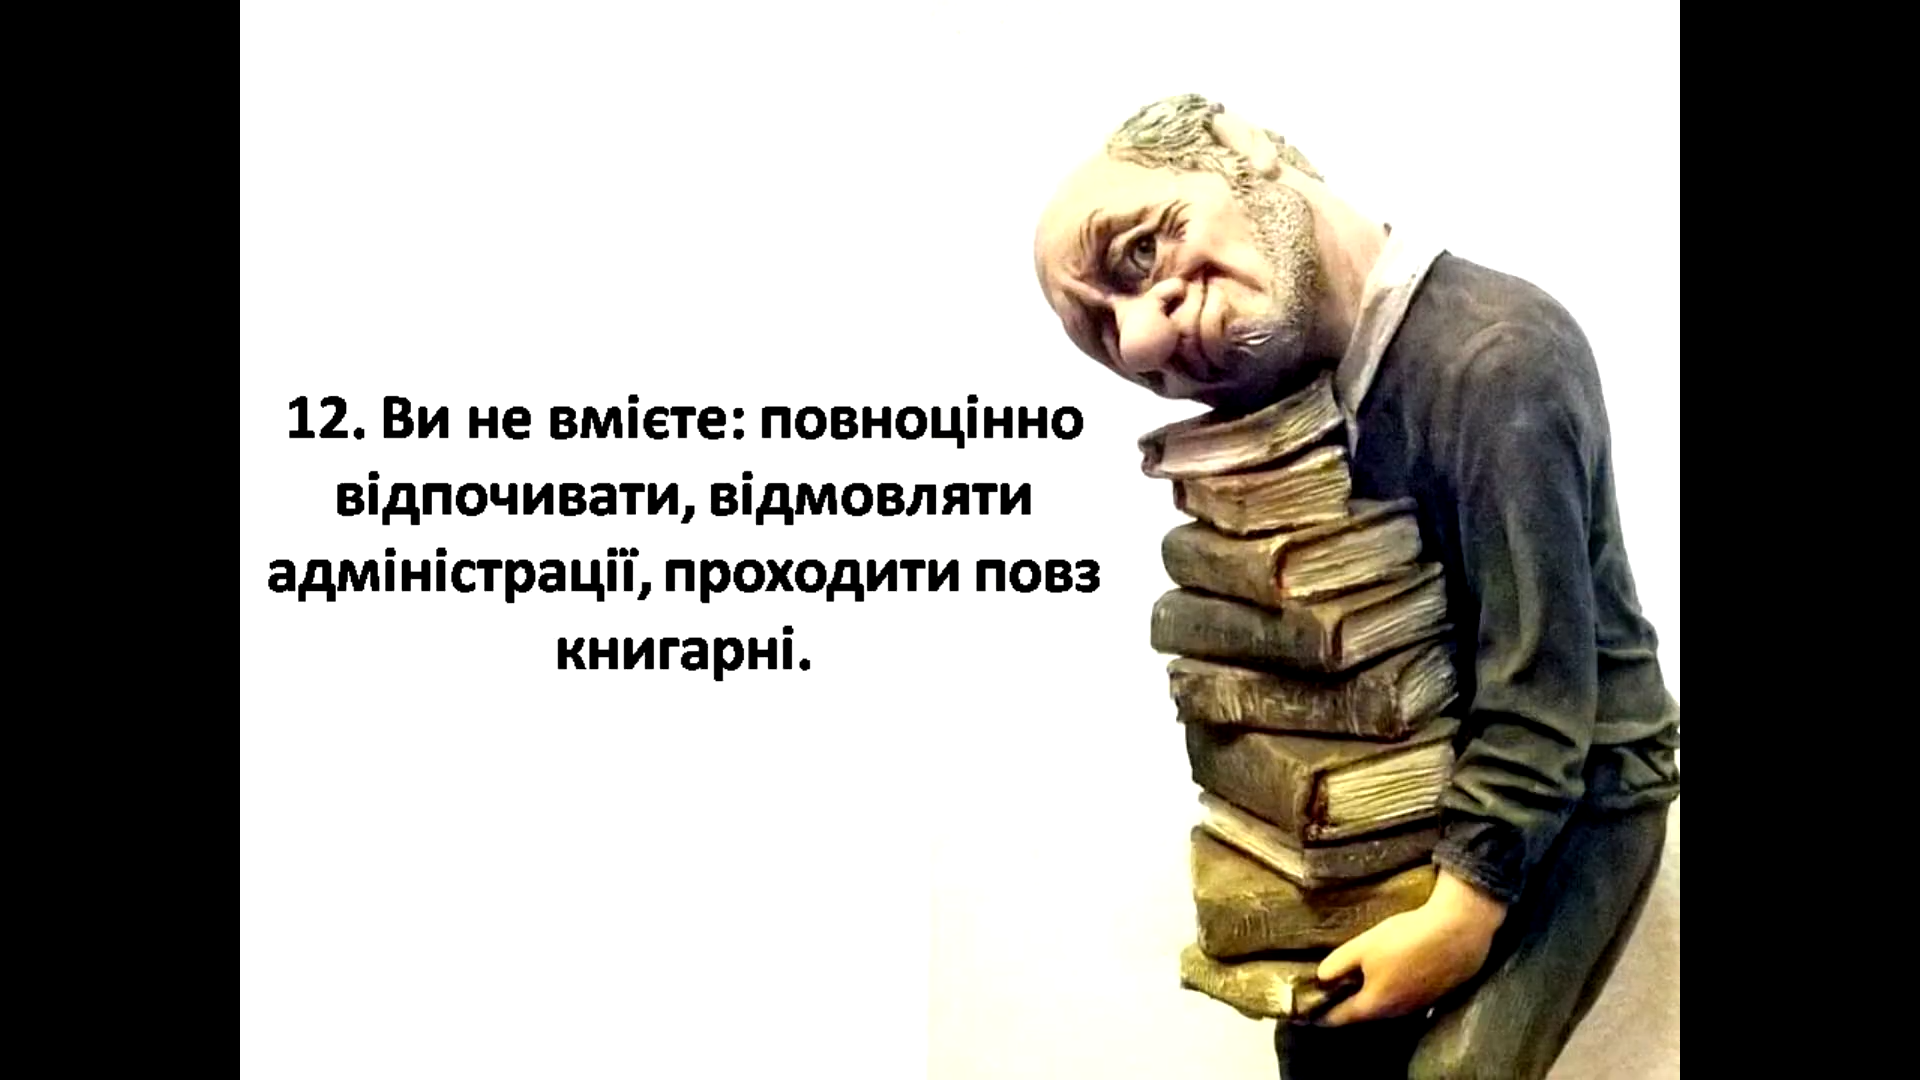 12. Ви не вмієте: повноцінно
відпочивати, відмовляти
адміністрації, проходити повз
книгарні.